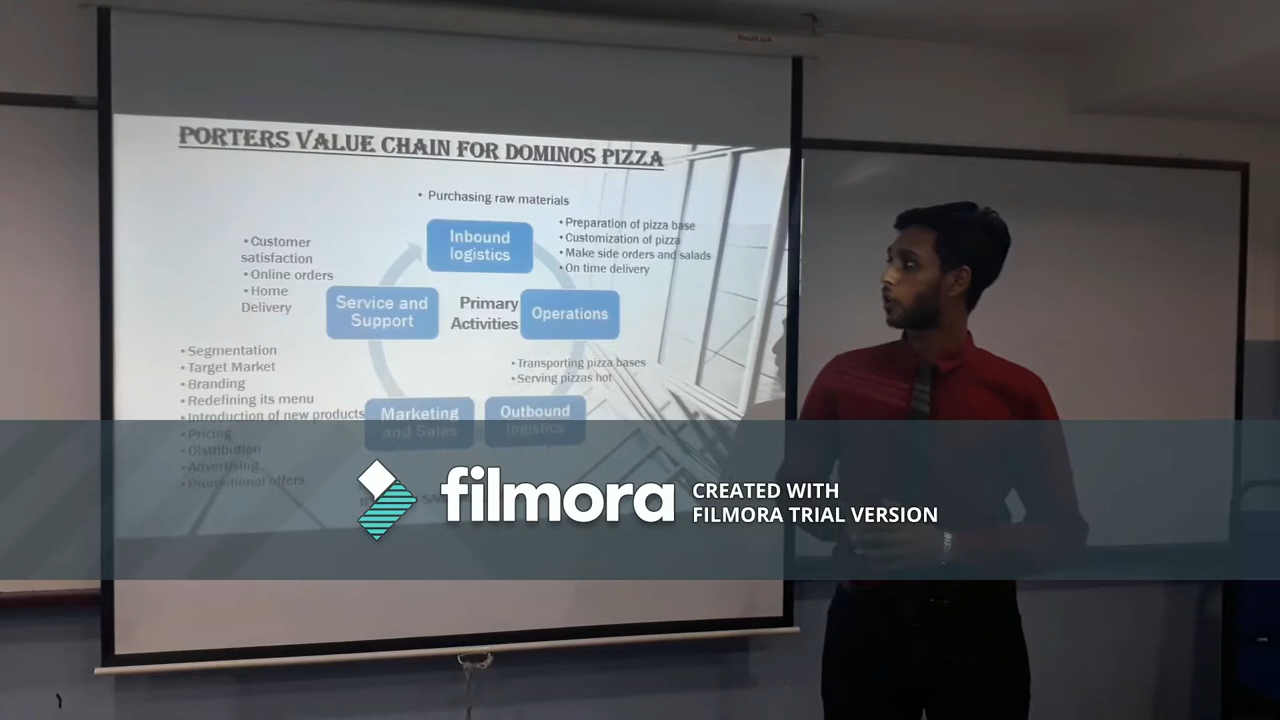 PORTERS VALUE CHAIN FOR DOMINOS PIZZA
• Purchasing raw materials
Inbound
logistics
• Preparation of pizza base
• Customization of pizza
• Make side orders and salads
• On time delivery
• Customer
satisfaction
• Online orders
• Home
Delivery
Service and
Support
Primary
Activities
Operations
• Transporting pizza bases
• Serving pizzas hot
• Segmentation
• Target Market
• Branding
• Redefining its menu
• Introduction of new products
• Pricing
• Distribution
• Advertising
• Promotional offers
Marketing
and Sales
Outbound
logistics
filmora
CREATED WITH
FILMORA TRIAL VERSION